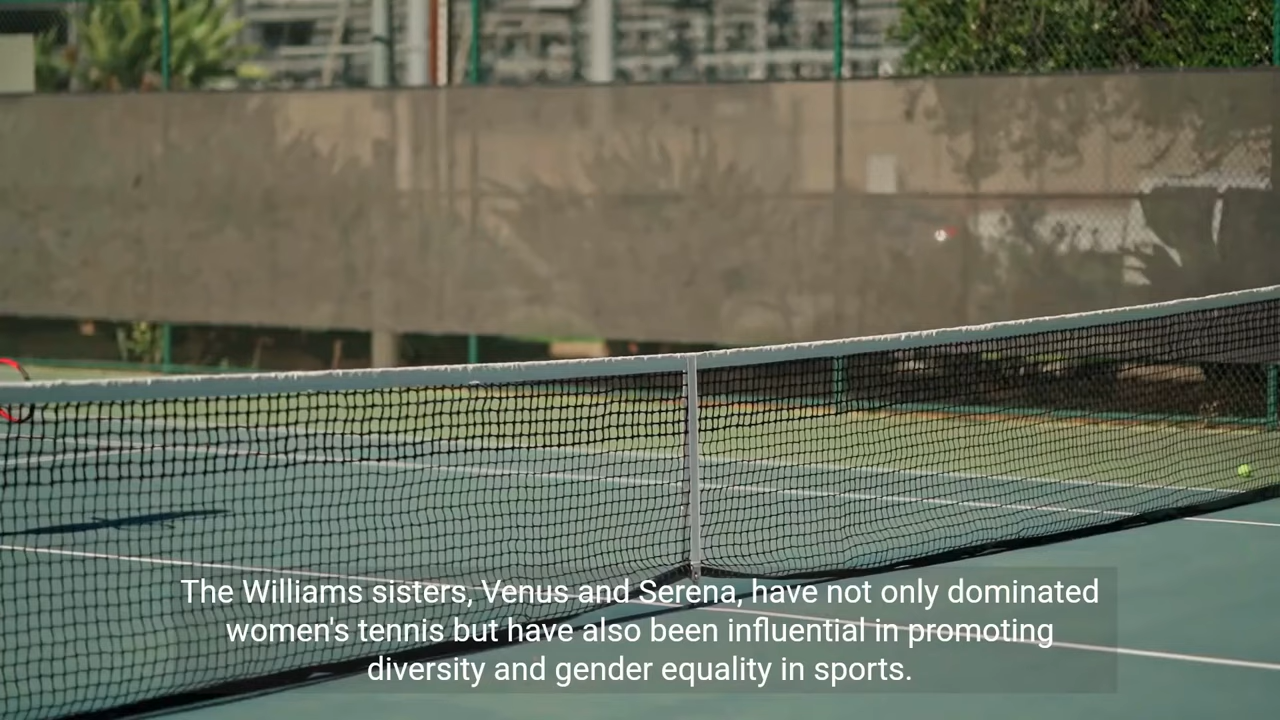 The Williams sisters, Venus and Serena, have not only dominated
women's tennis but have also been influential in promoting
diversity and gender equality in sports.